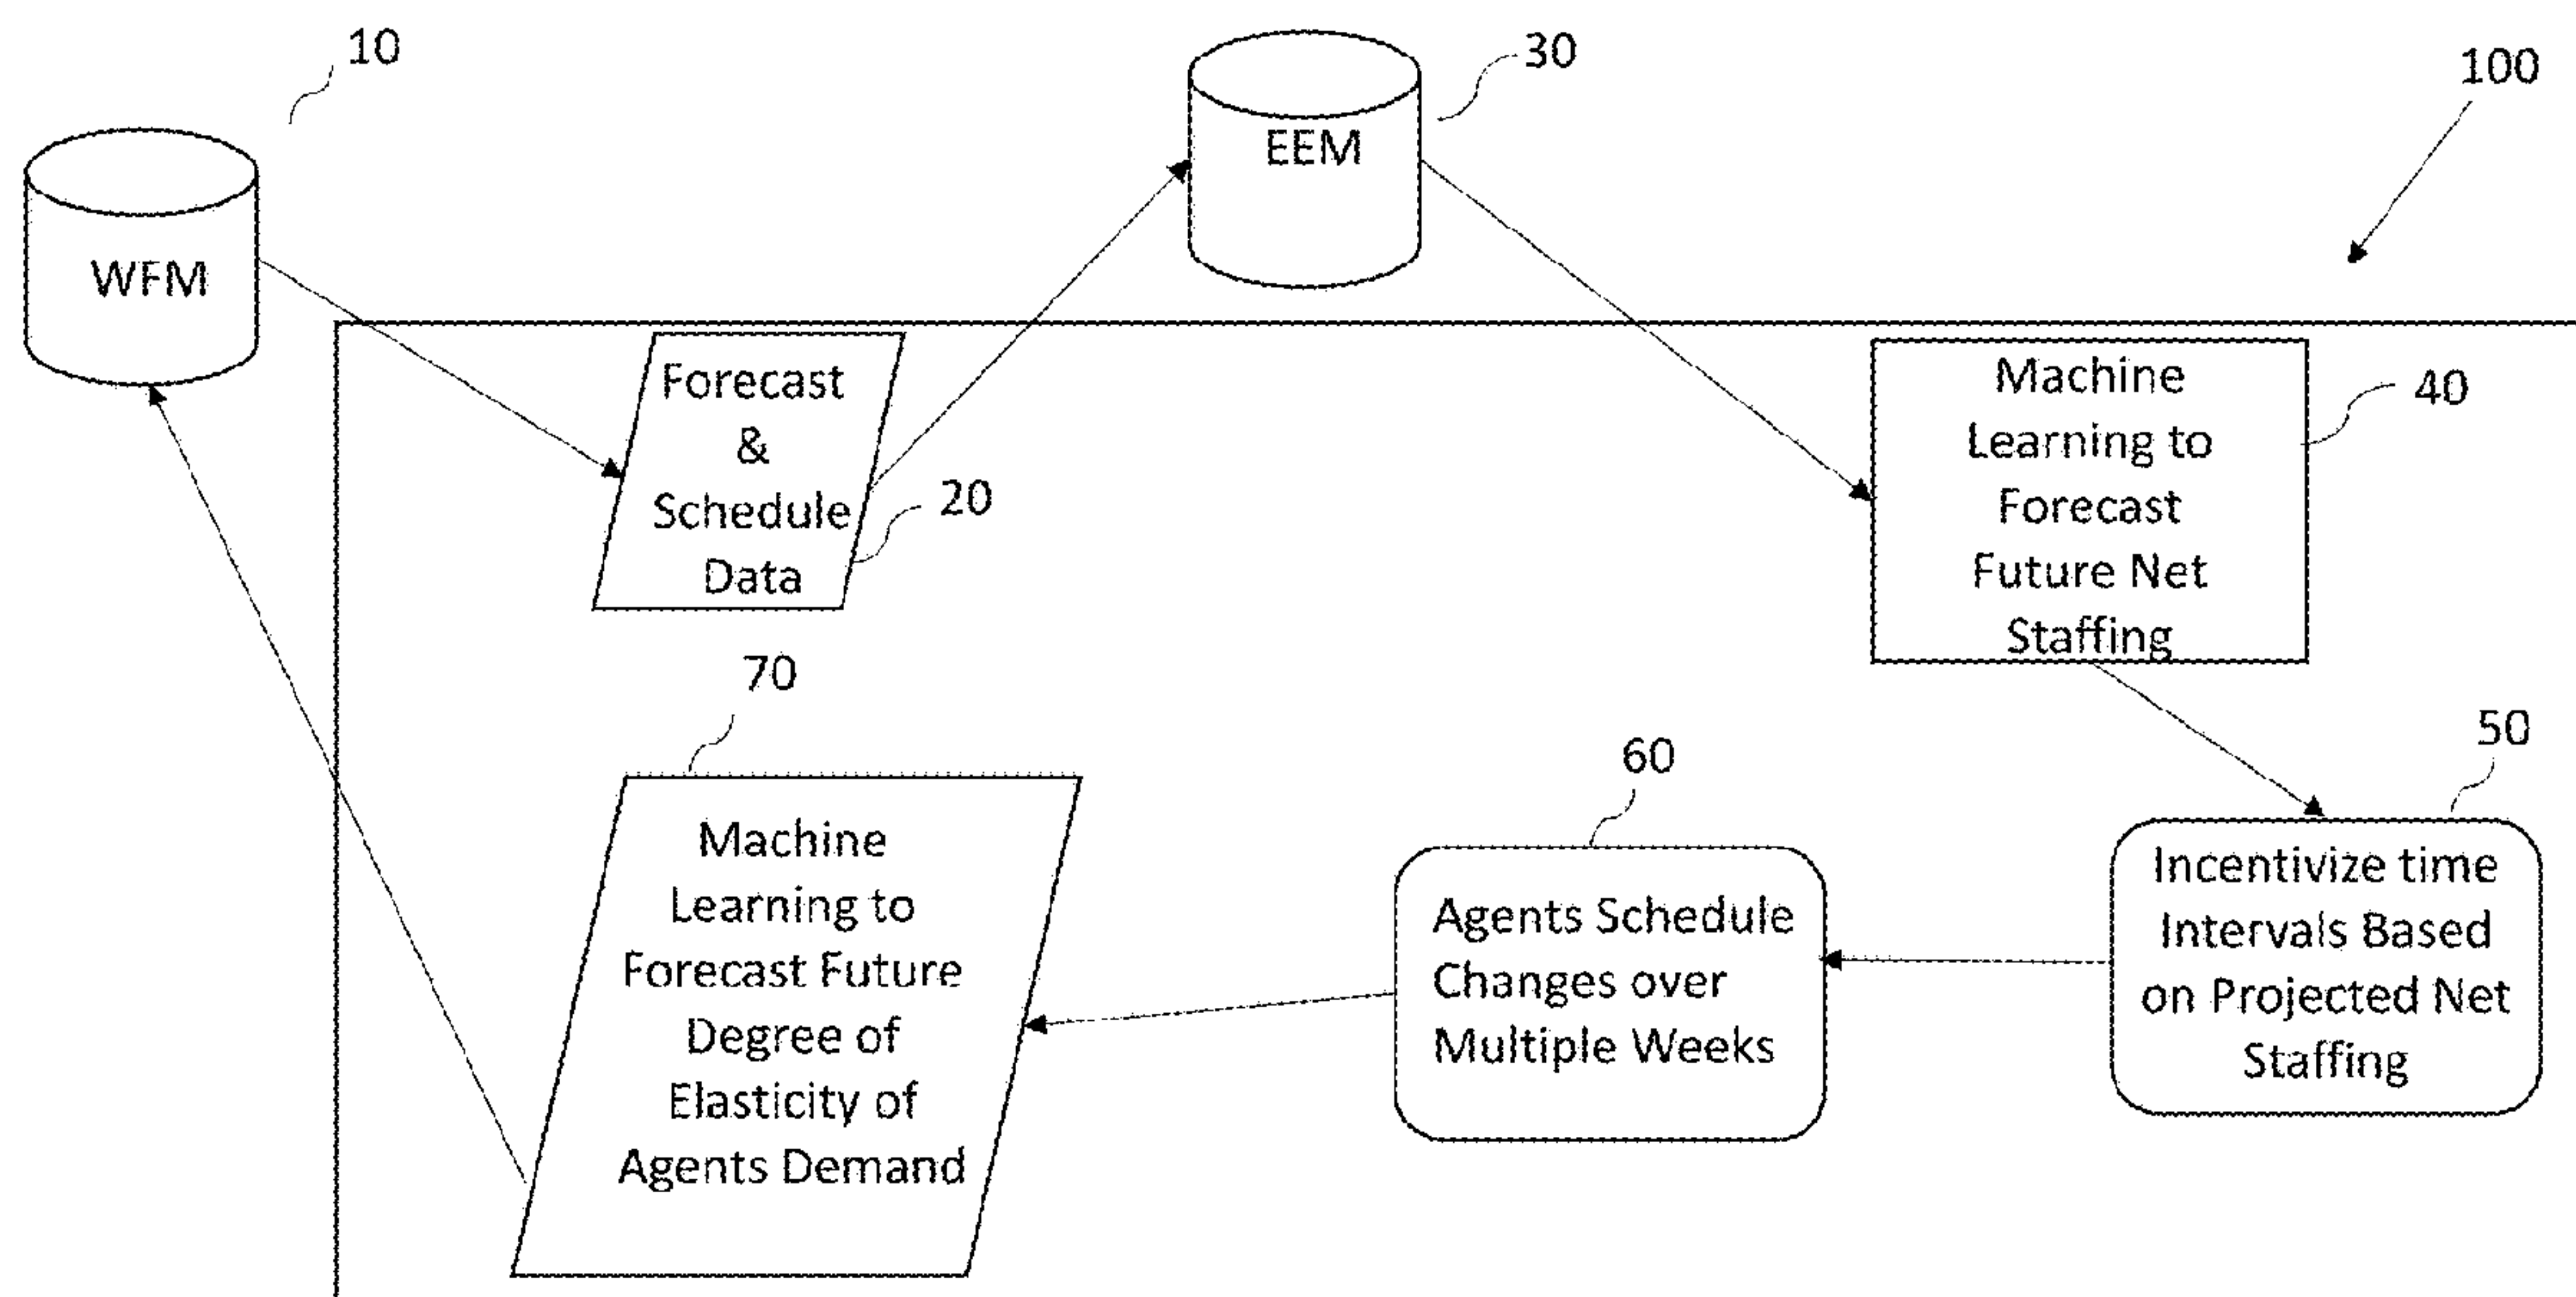 10
30
100
WFM
EEM
Forecast
&
Schedule
Data
20
Machine
Learning to
Forecast
Future Net
Staffing
40
70
Machine
Learning to
Forecast Future
Degree of
Elasticity of
Agents Demand
60
Agents Schedule
Changes over
Multiple Weeks
50
Incentivize time
Intervals Based
on Projected Net
Staffing